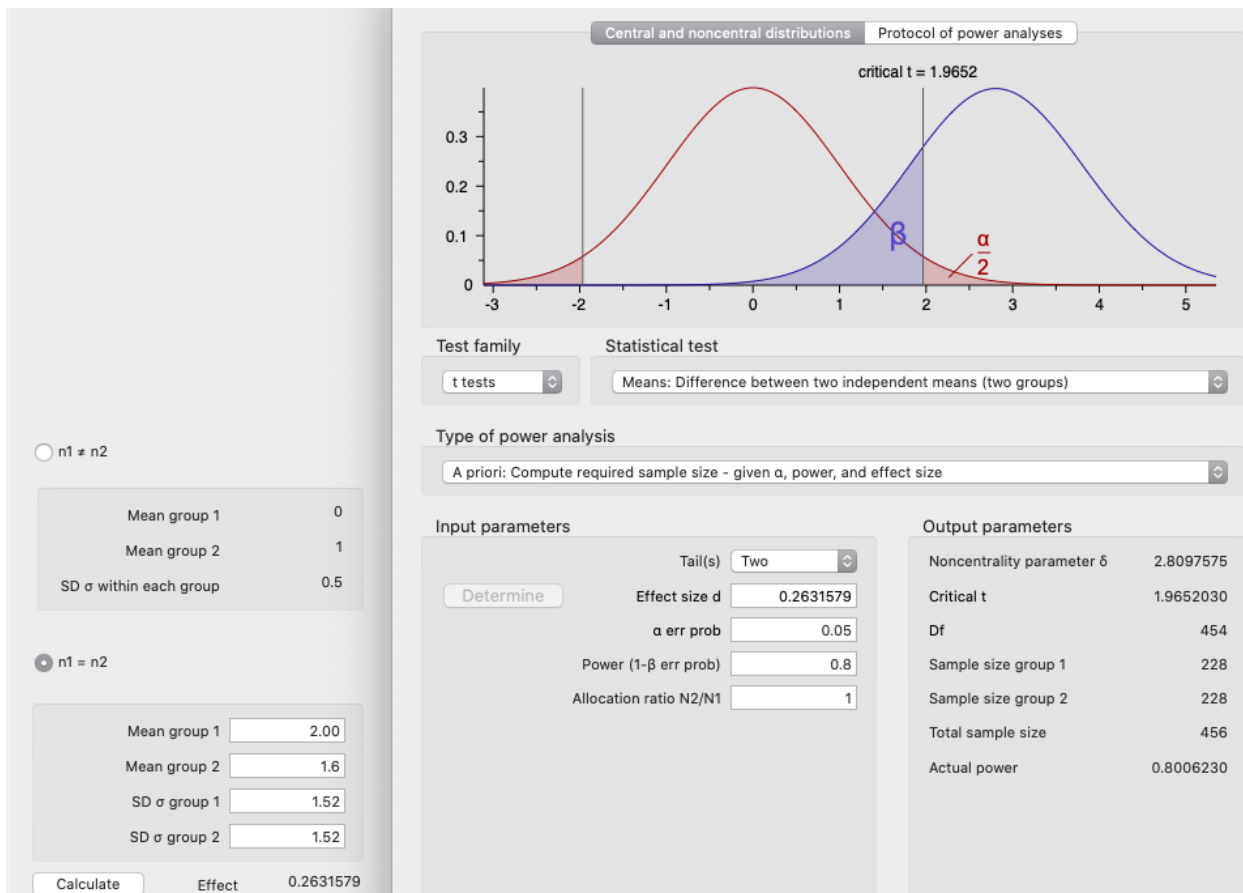 Central and noncentral distributions Protocol of power analyses
critical t = 1.9652
0.3
0.2
0.1
0
β
α
2
-3 -2 -1 0 1 2 3 4 5
Test family Statistical test
t tests Means: Difference between two independent means (two groups)
Type of power analysis
A priori: Compute required sample size - given α, power, and effect size
n1 ≠ n2
Mean group 1 0
Mean group 2 1
SD σ within each group 0.5
n1 = n2
Mean group 1 2.00
Mean group 2 1.6
SD σ group 1 1.52
SD σ group 2 1.52
Calculate Effect 0.2631579
Input parameters
Tail(s) Two
Determine Effect size d 0.2631579
α err prob 0.05
Power (1-β err prob) 0.8
Allocation ratio N2/N1 1
Output parameters
Noncentrality parameter δ 2.8097575
Critical t 1.9652030
Df 454
Sample size group 1 228
Sample size group 2 228
Total sample size 456
Actual power 0.8006230